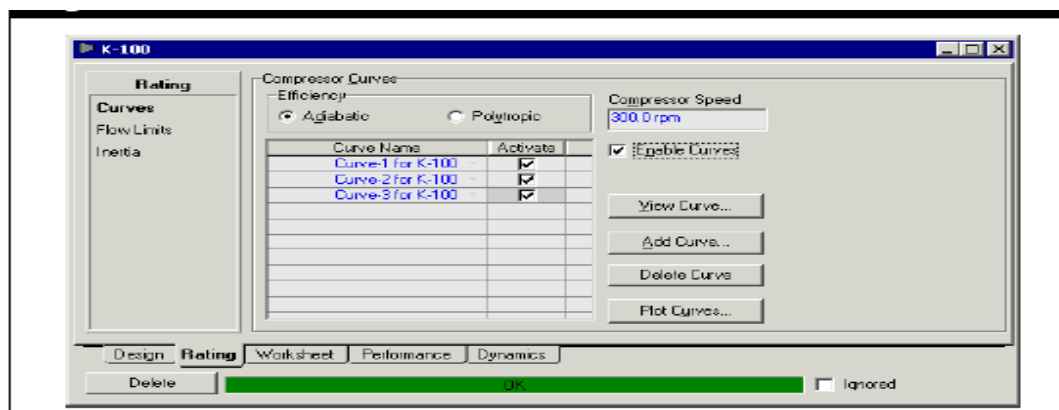 K-100
Rating
Curves
Flow Limits
Inertia
Compressor Curves
Efficiency
Adiabatic
Polytropic
Curve Name Activate
Curve-1 for K-100
Curve-2 for K-100
Curve-3 for K-100
Compressor Speed
300.0 rpm
Enable Curves
View Curve...
Add Curve...
Delete Curve
Plot Curves...
Design Rating Worksheet Performance Dynamics
Delete OK Ignored